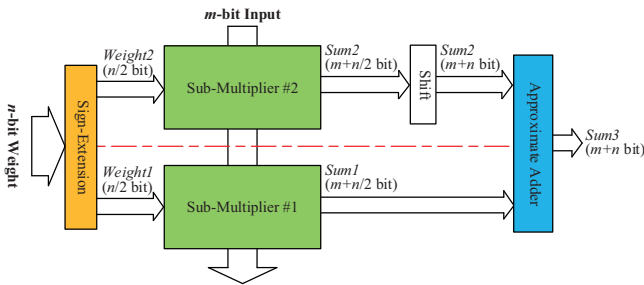 m-bit Input
Weight2
(n/2 bit)
Sub-Multiplier #2
Sum2
(m+n/2 bit)
Shift
Sum2
(m+n bit)
n-bit Weight
Sign-Extension
Approximate Adder
Sum3
(m+n bit)
Weight1
(n/2 bit)
Sub-Multiplier #1
Sum1
(m+n/2 bit)